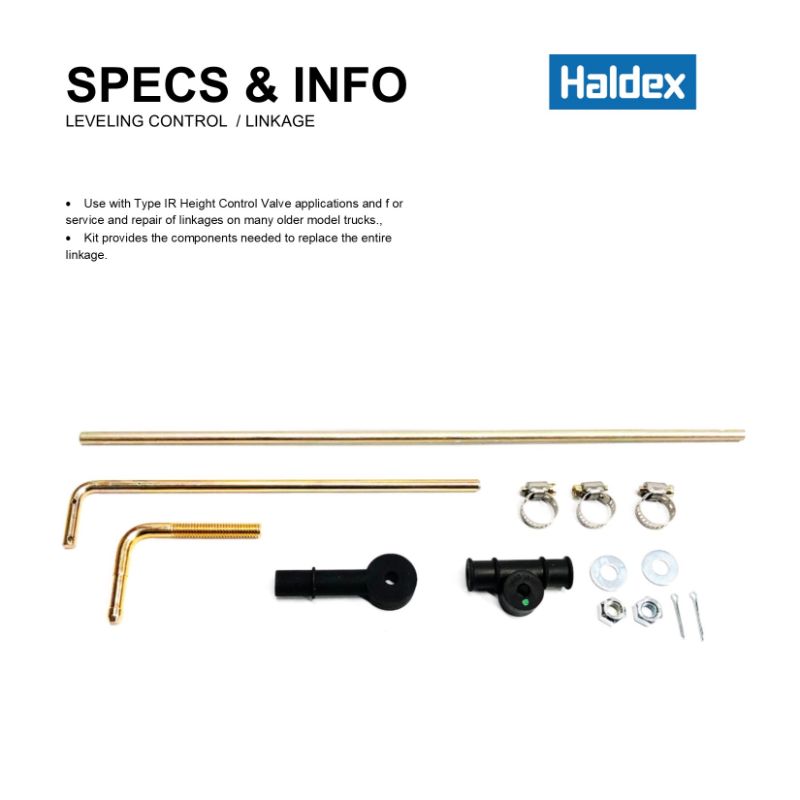 SPECS & INFO
Haldex
LEVELING CONTROL / LINKAGE
• Use with Type IR Height Control Valve applications and f or
service and repair of linkages on many older model trucks.,
• Kit provides the components needed to replace the entire
linkage.